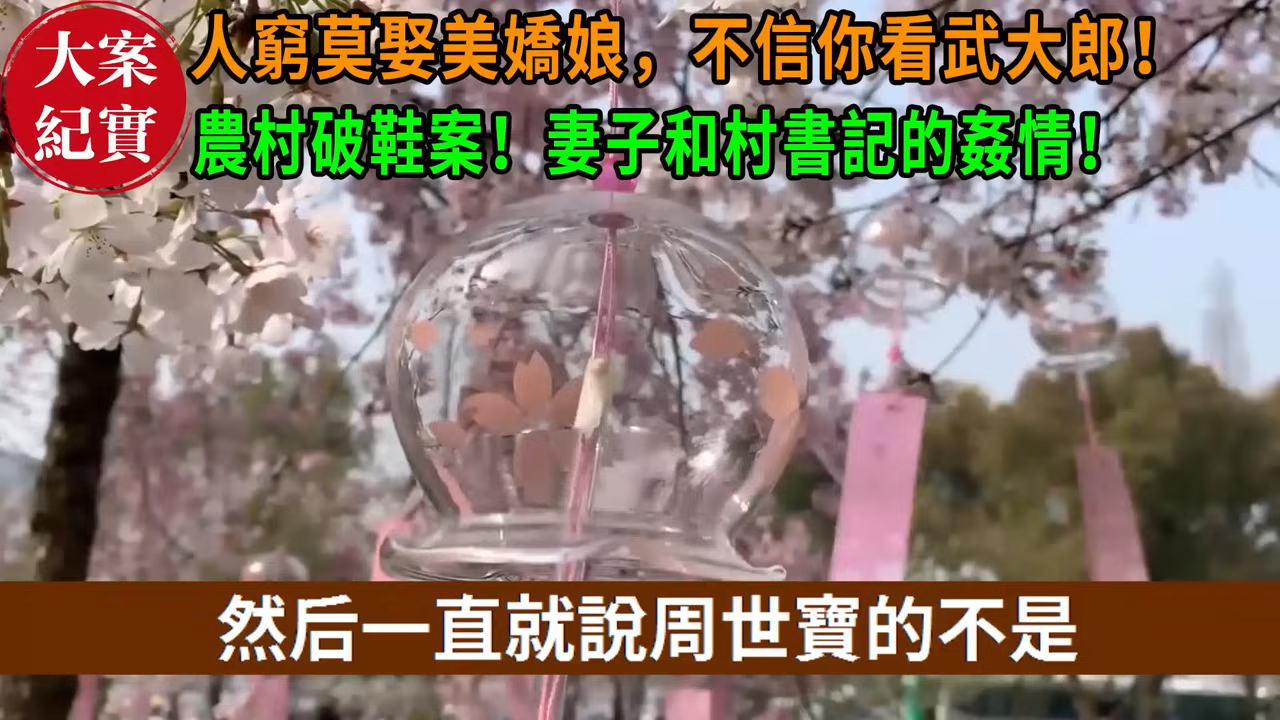 大案
紀實
人窮莫娶美嬌娘，不信你看武大郎！
農村破鞋案！妻子和村書記的姦情！
然后一直就說周世寶的不是